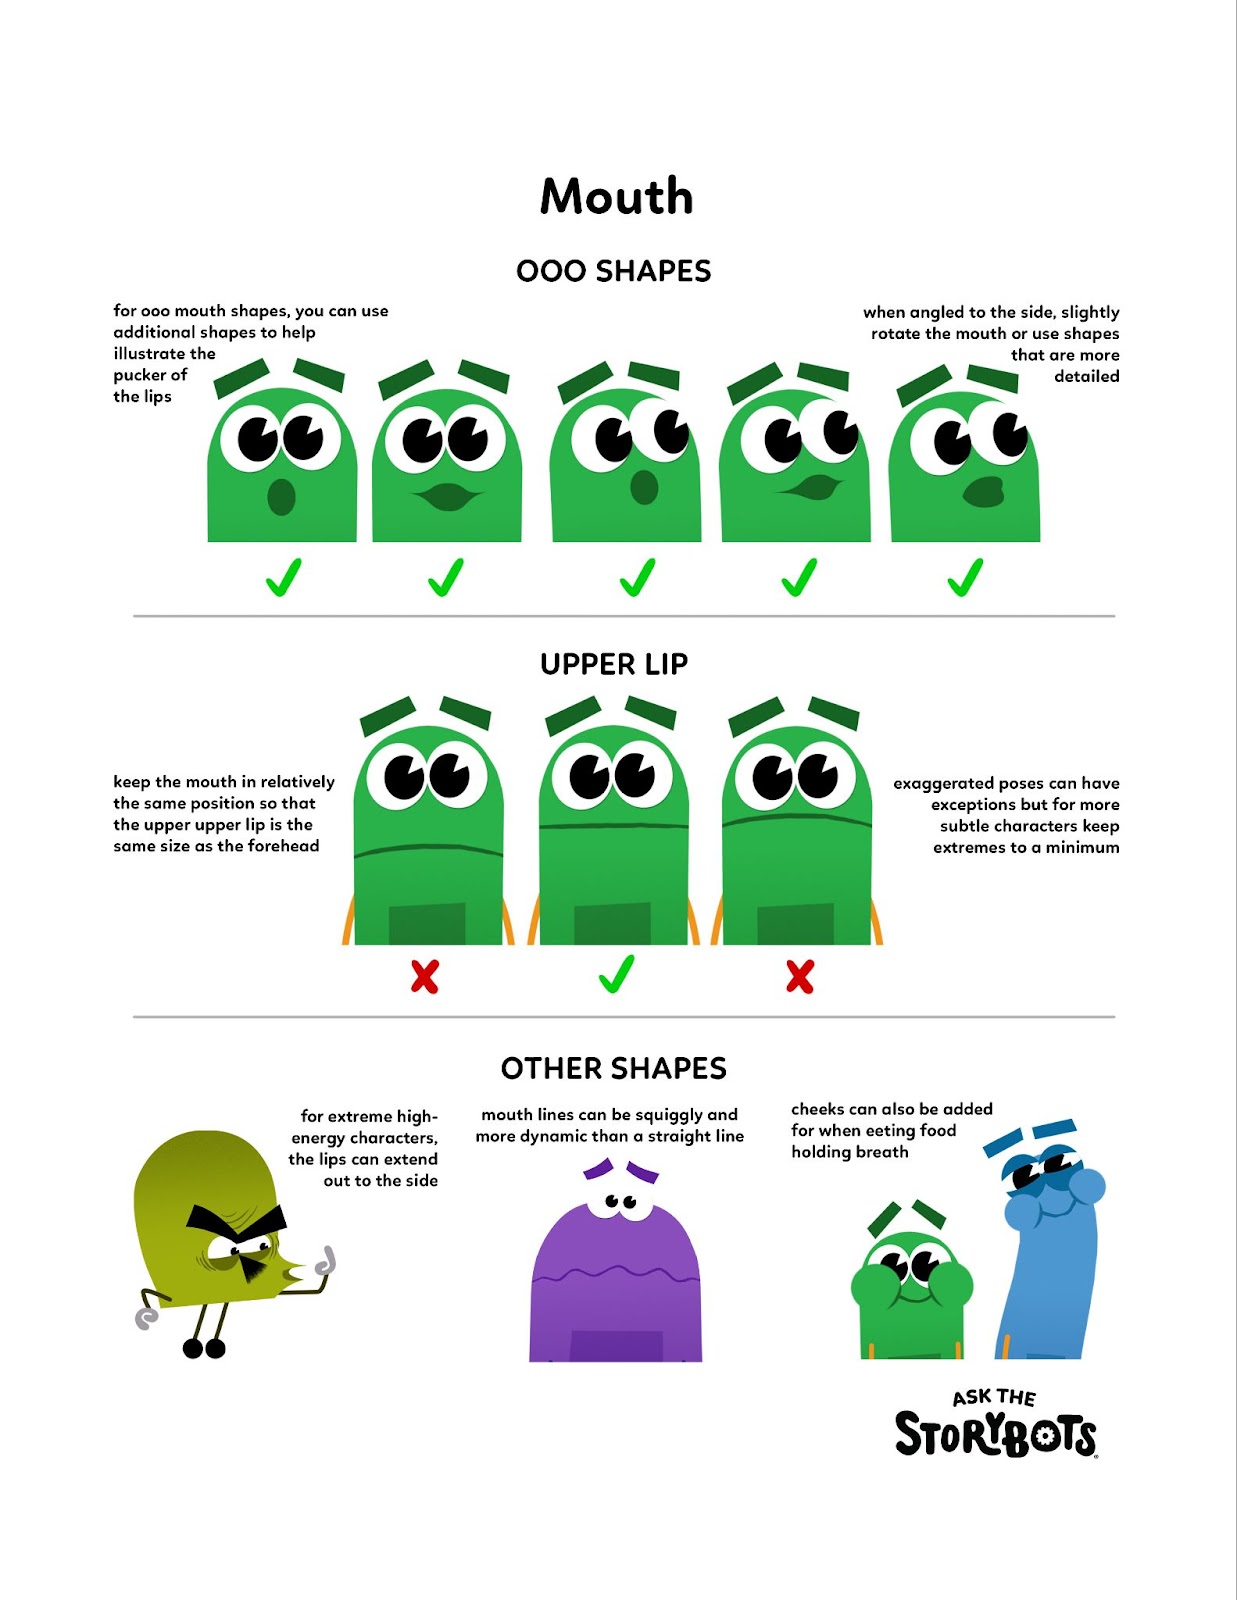 Mouth
OOO SHAPES
for ooo mouth shapes, you can use
additional shapes to help
illustrate the
pucker of
the lips
when angled to the side, slightly
rotate the mouth or use shapes
that are more
detailed
UPPER LIP
keep the mouth in relatively
the same position so that
the upper upper lip is the
same size as the forehead
exaggerated poses can have
exceptions but for more
subtle characters keep
extremes to a minimum
OTHER SHAPES
for extreme high-
energy characters,
the lips can extend
out to the side
mouth lines can be squiggly and
more dynamic than a straight line
cheeks can also be added
for when eeting food
holding breath
ASK THE
STORYBOTS